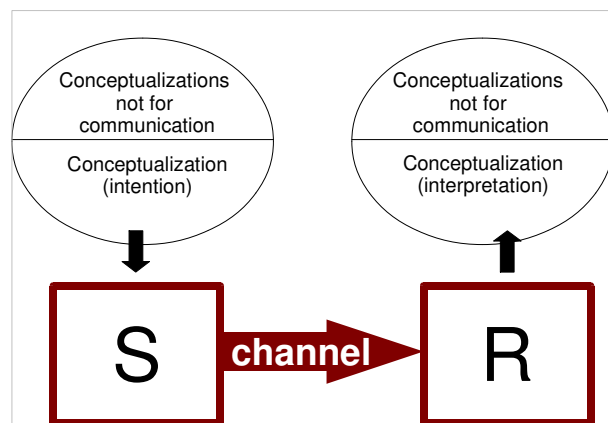 Conceptualizations
not for
communication
Conceptualization
(intention)
Conceptualizations
not for
communication
Conceptualization
(interpretation)
S
channel
R